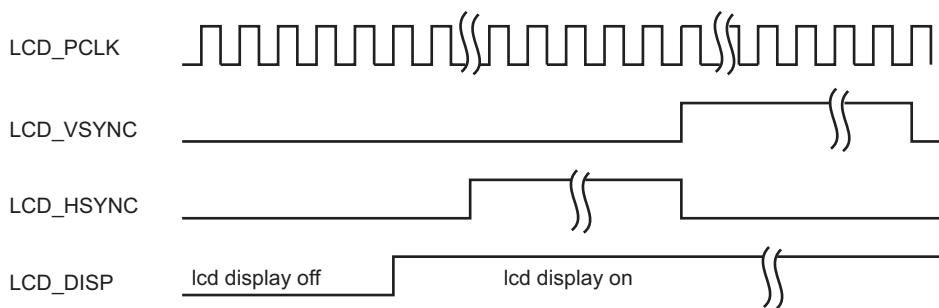 LCD_PCLK
LCD_VSYNC
LCD_HSYNC
LCD_DISP
lcd display off
lcd display on